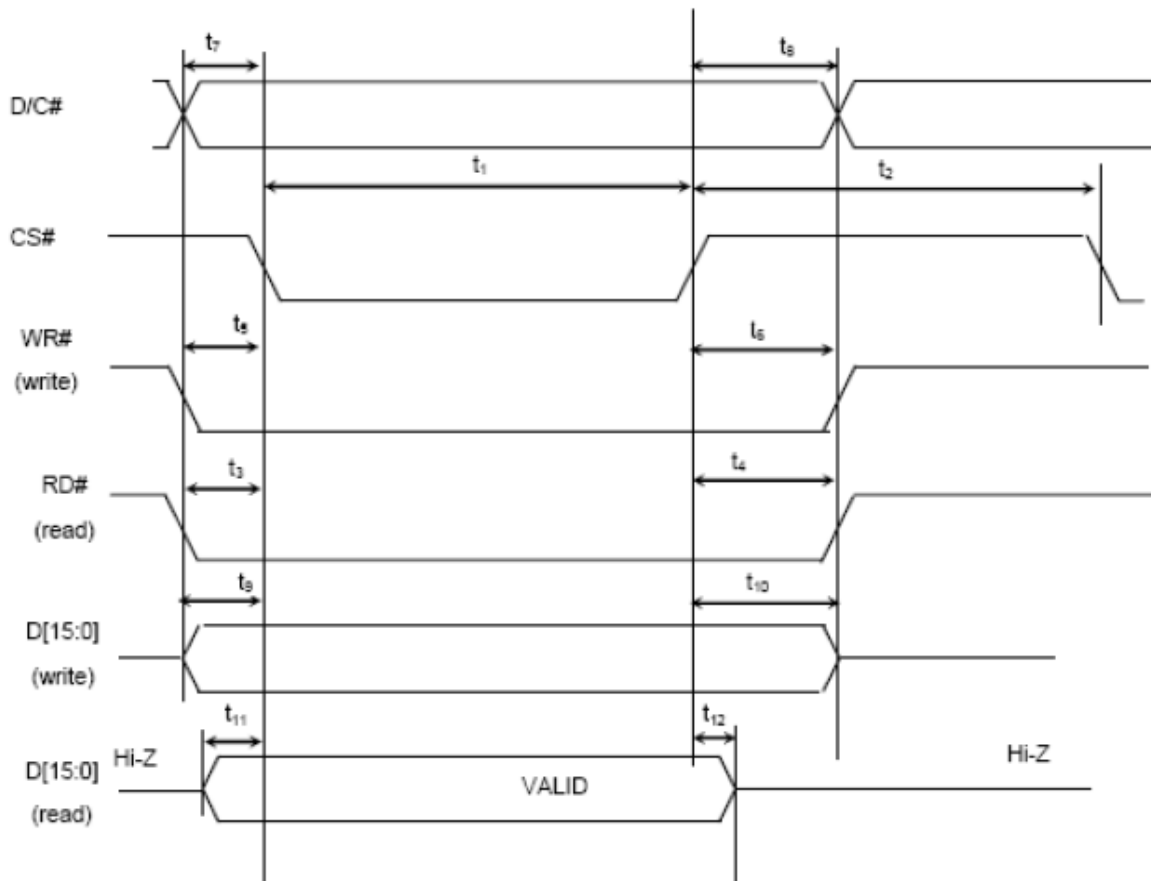 t₇
t₈
D/C#
t₁
t₂
CS#
WR#
(write)
t₅
t₆
RD#
(read)
t₃
t₄
t₉
t₁₀
D[15:0]
(write)
t₁₁
t₁₂
Hi-Z
VALID
Hi-Z
D[15:0]
(read)